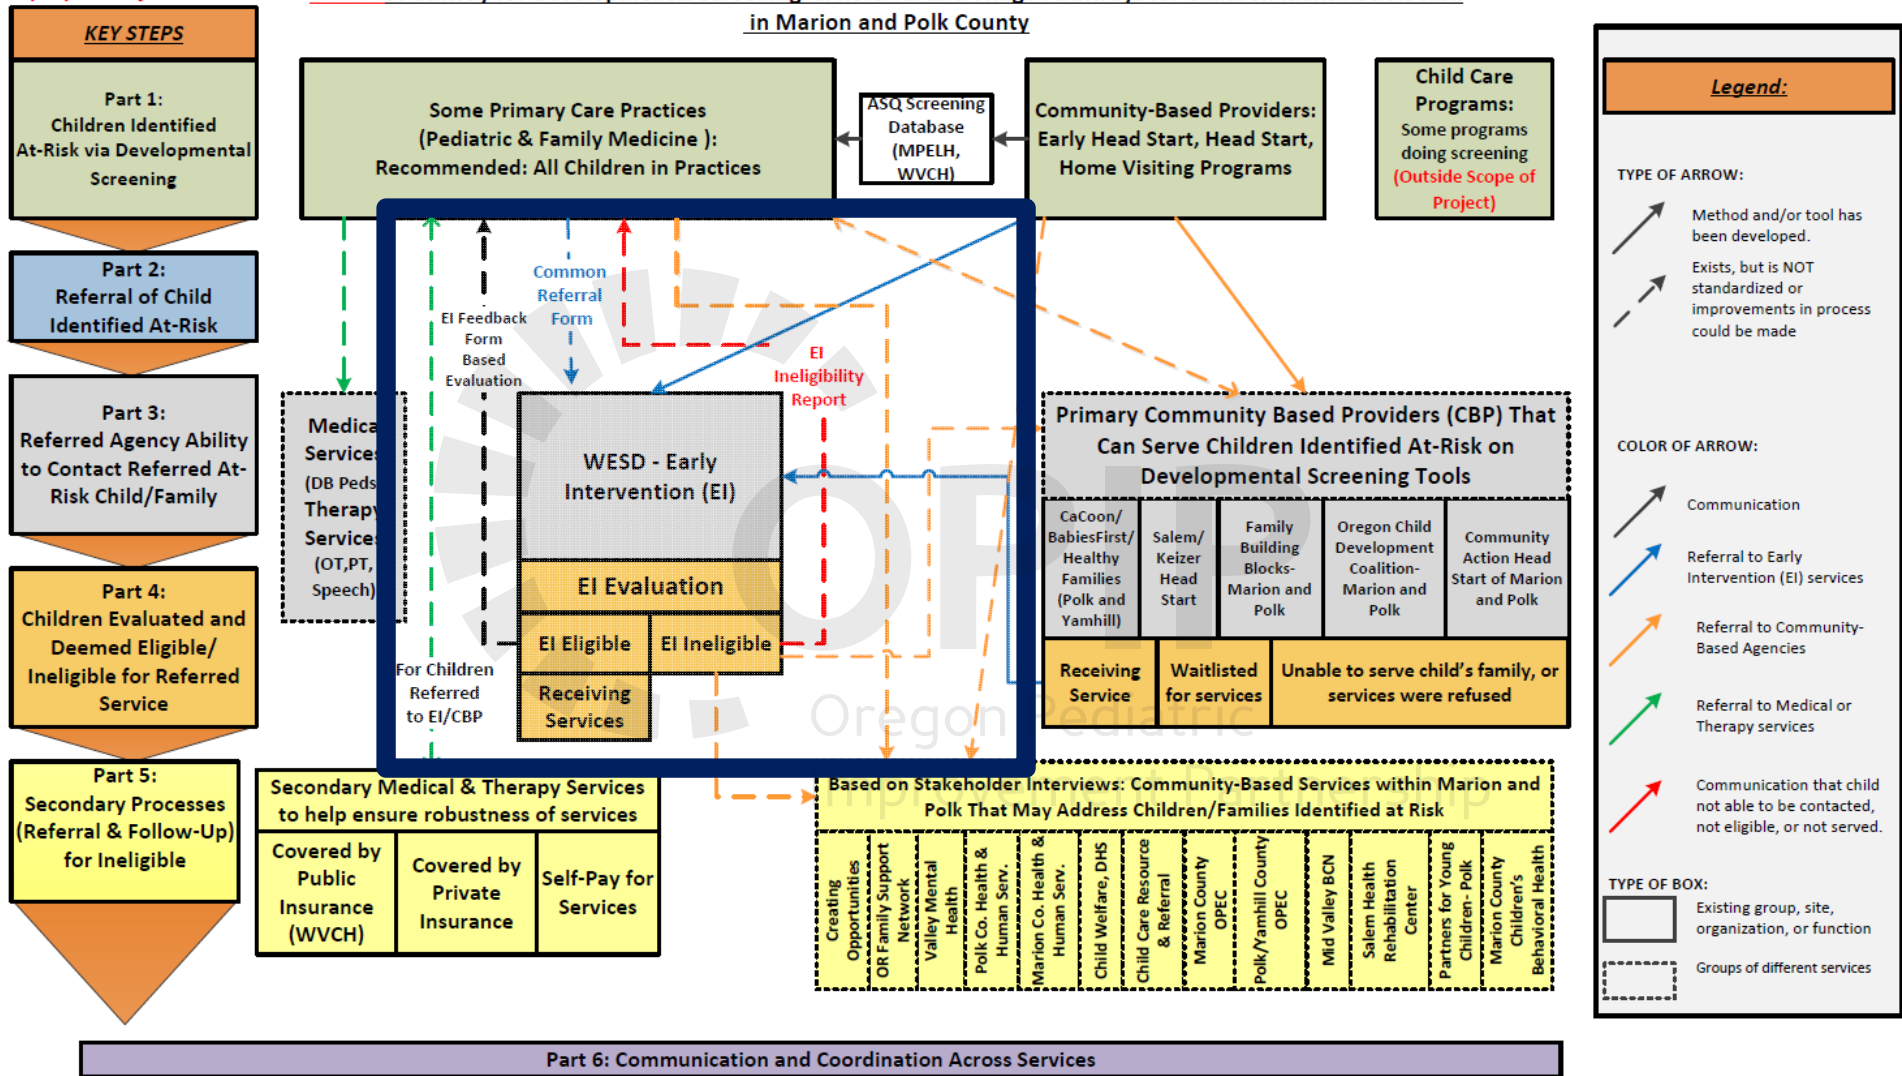 in Marion and Polk County
KEY STEPS
Part 1:
Children Identified
At-Risk via Developmental
Screening
Part 2:
Referral of Child
Identified At-Risk
Part 3:
Referred Agency Ability
to Contact Referred At-
Risk Child/Family
Part 4:
Children Evaluated and
Deemed Eligible/
Ineligible for Referred
Service
Part 5:
Secondary Processes
(Referral & Follow-Up)
for Ineligible
Some Primary Care Practices
(Pediatric & Family Medicine ):
Recommended: All Children in Practices
ASQ Screening
Database
(MPELH,
WVCH)
Community-Based Providers:
Early Head Start, Head Start,
Home Visiting Programs
Child Care
Programs:
Some programs
doing screening
(Outside Scope of
Project)
EI Feedback
Form
Based
Evaluation
Common
Referral
Form
EI
Ineligibility
Report
Medica
Services
(DB Peds
Therapy
Services
(OT,PT,
Speech)
For Children
Referred
to EI/CBP
WESD - Early
Intervention (EI)
EI Evaluation
EI Eligible
EI Ineligible
Receiving
Services
Primary Community Based Providers (CBP) That
Can Serve Children Identified At-Risk on
Developmental Screening Tools
CaCoon/
BabiesFirst/
Healthy
Families
(Polk and
Yamhill)
Salem/
Keizer
Head
Start
Family
Building
Blocks-
Marion and
Polk
Oregon Child
Development
Coalition-
Marion and
Polk
Community
Action Head
Start of Marion
and Polk
Receiving
Service
Waitlisted
for services
Unable to serve child's family, or
services were refused
OPIP
Oregon Pediatric
Improvement Partnership
Secondary Medical & Therapy Services
to help ensure robustness of services
Covered by
Public
Insurance
(WVCH)
Covered by
Private
Insurance
Self-Pay for
Services
Based on Stakeholder Interviews: Community-Based Services within Marion and
Polk That May Address Children/Families Identified at Risk
Creating
Opportunities
OR Family Support
Network
Valley Mental
Health
Polk Co. Health &
Human Serv.
Marion Co. Health &
Human Serv.
Child Welfare, DHS
Child Care Resource
& Referral
Marion County
OPEC
Polk/Yamhill County
OPEC
Mid Valley BCN
Salem Health
Rehabilitation
Center
Partners for Young
Children- Polk
Marion County
Children's
Behavioral Health
Part 6: Communication and Coordination Across Services
Legend:
TYPE OF ARROW:
Method and/or tool has
been developed.
Exists, but is NOT
standardized or
improvements in process
could be made
COLOR OF ARROW:
Communication
Referral to Early
Intervention (EI) services
Referral to Community-
Based Agencies
Referral to Medical or
Therapy services
Communication that child
not able to be contacted,
not eligible, or not served.
TYPE OF BOX:
Existing group, site,
organization, or function
Groups of different services